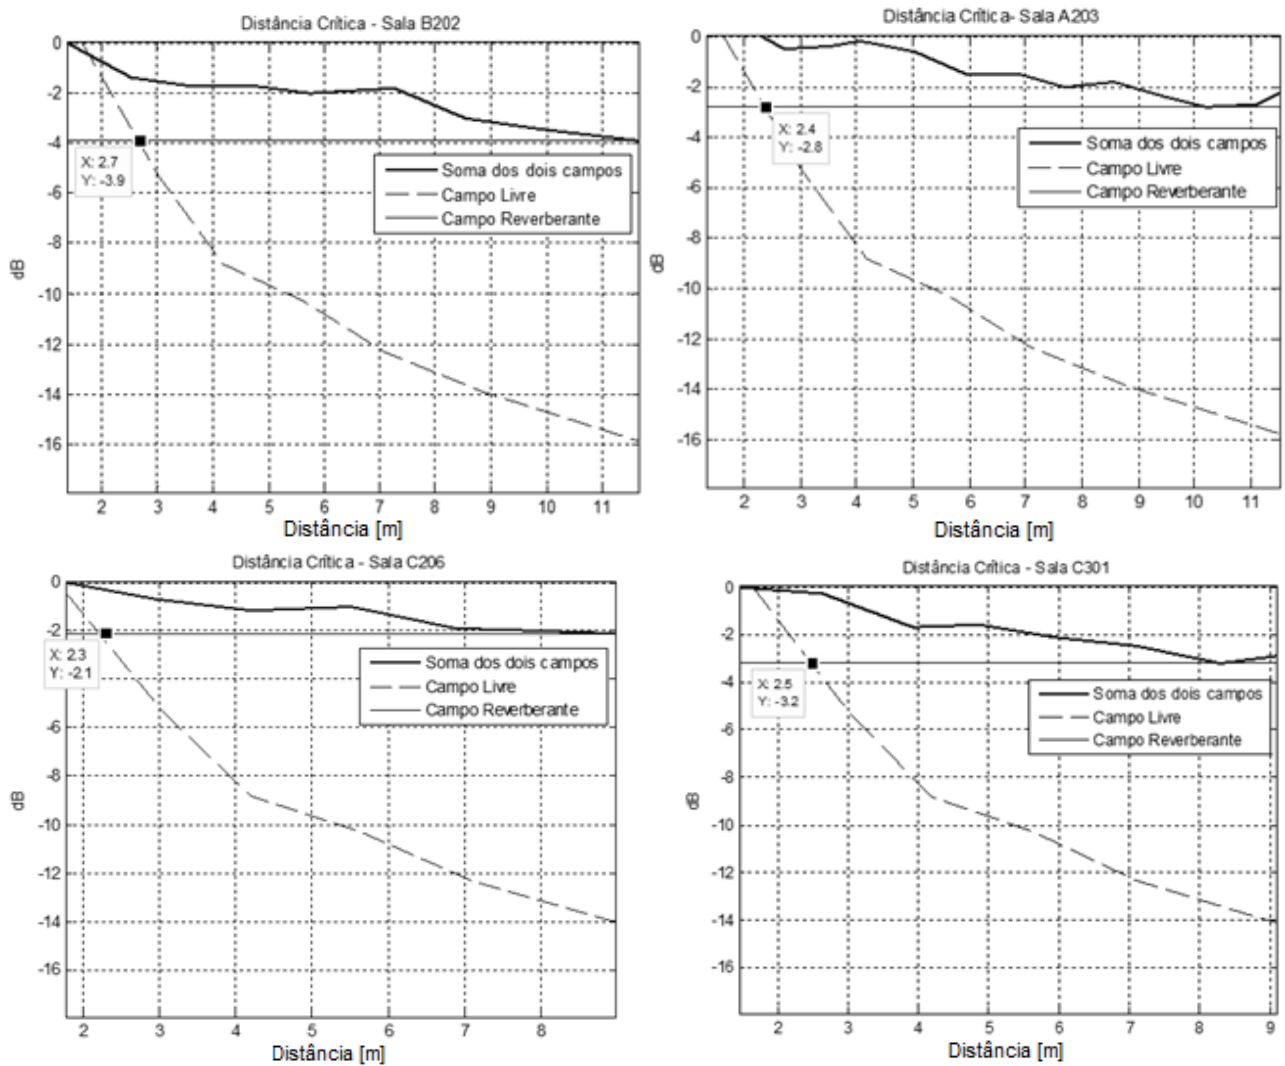 Distância Crítica - Sala B202
0
-2
-4
-6
-8
-10
-12
-14
-16
dB
X: 2.7
Y: -3.9
Soma dos dois campos
Campo Livre
Campo Reverberante
2 3 4 5 6 7 8 9 10 11
Distância [m]
Distância Crítica- Sala A203
0
-2
-4
-6
-8
-10
-12
-14
-16
dB
X: 2.4
Y: -2.8
Soma dos dois campos
Campo Livre
Campo Reverberante
2 3 4 5 6 7 8 9 10 11
Distância [m]
Distância Crítica - Sala C206
0
-2
-6
-8
-10
-12
-14
-16
dB
X: 2.3
Y: -2.1
Soma dos dois campos
Campo Livre
Campo Reverberante
2 3 4 5 6 7 8
Distância [m]
Distância Crítica - Sala C301
0
-2
-4
-6
-8
-10
-12
-14
-16
dB
X: 2.5
Y: -3.2
Soma dos dois campos
Campo Livre
Campo Reverberante
2 3 4 5 6 7 8 9
Distância [m]